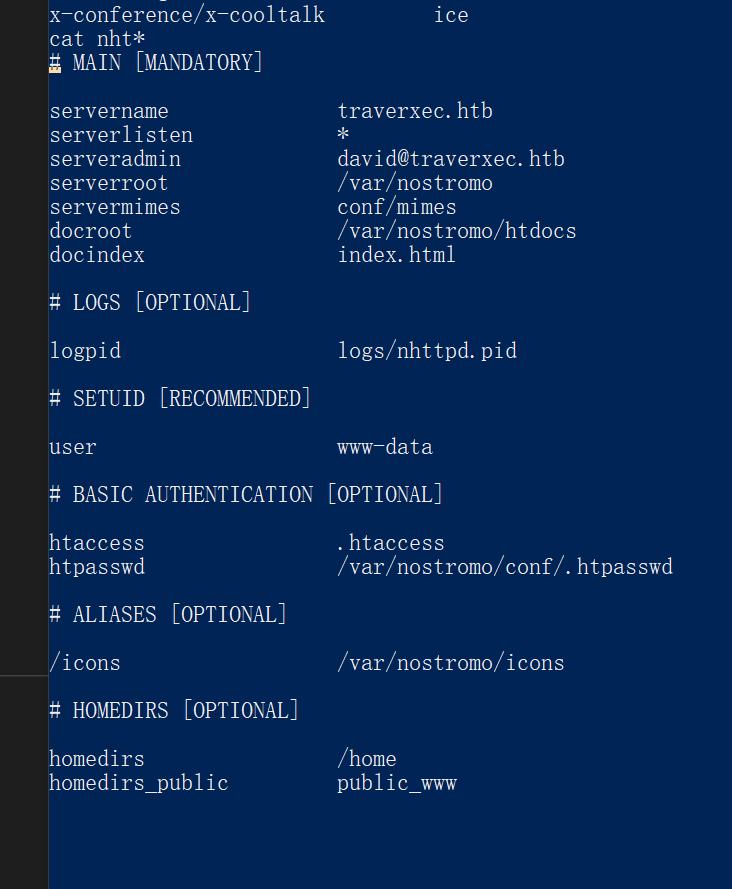 x-conference/x-cooltalk ice
cat nht*
# MAIN [MANDATORY]
servername traverxec.htb
serverlisten *
serveradmin david@traverxec.htb
serverroot /var/nostromo
servermimes conf/mimes
docroot /var/nostromo/htdocs
docindex index.html
# LOGS [OPTIONAL]
logpid logs/nhttpd.pid
# SETUID [RECOMMENDED]
user www-data
# BASIC AUTHENTICATION [OPTIONAL]
htaccess .htaccess
htpasswd /var/nostromo/conf/.htpasswd
# ALIASES [OPTIONAL]
/icons /var/nostromo/icons
# HOMEDIRS [OPTIONAL]
homedirs /home
homedirs_public public_www